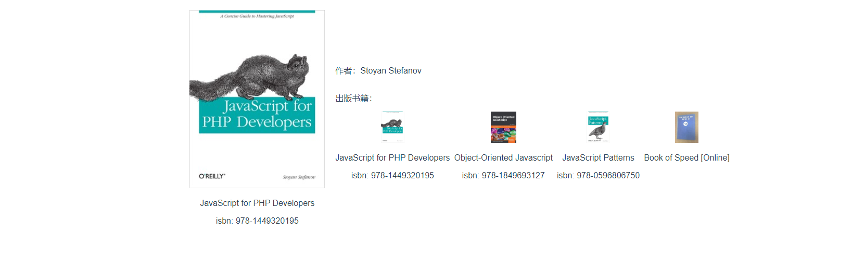 A Concise Guide to Mastering JavaScript
JavaScript for
PHP Developers
O'REILLY
Stoyan Stefanov
JavaScript for PHP Developers
isbn: 978-1449320195
作者：Stoyan Stefanov
出版书籍：
JavaScript for PHP Developers
isbn: 978-1449320195
Object-Oriented Javascript
isbn: 978-1849693127
JavaScript Patterns
isbn: 978-0596806750
Book of Speed [Online]